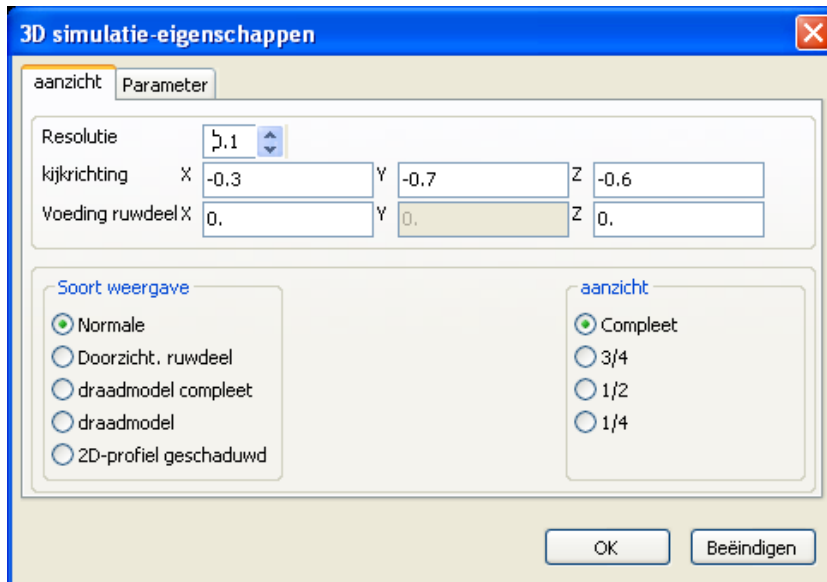 3D simulatie-eigenschappen
aanzicht Parameter
Resolutie .1
kijkrichting X -0.3 Y -0.7 Z -0.6
Voeding ruwdeel X 0. Y 0. Z 0.
Soort weergave aanzicht
Normale Compleet
Doorzicht. ruwdeel 3/4
draadmodel compleet 1/2
draadmodel 1/4
2D-profiel geschaduwd
OK Beëindigen